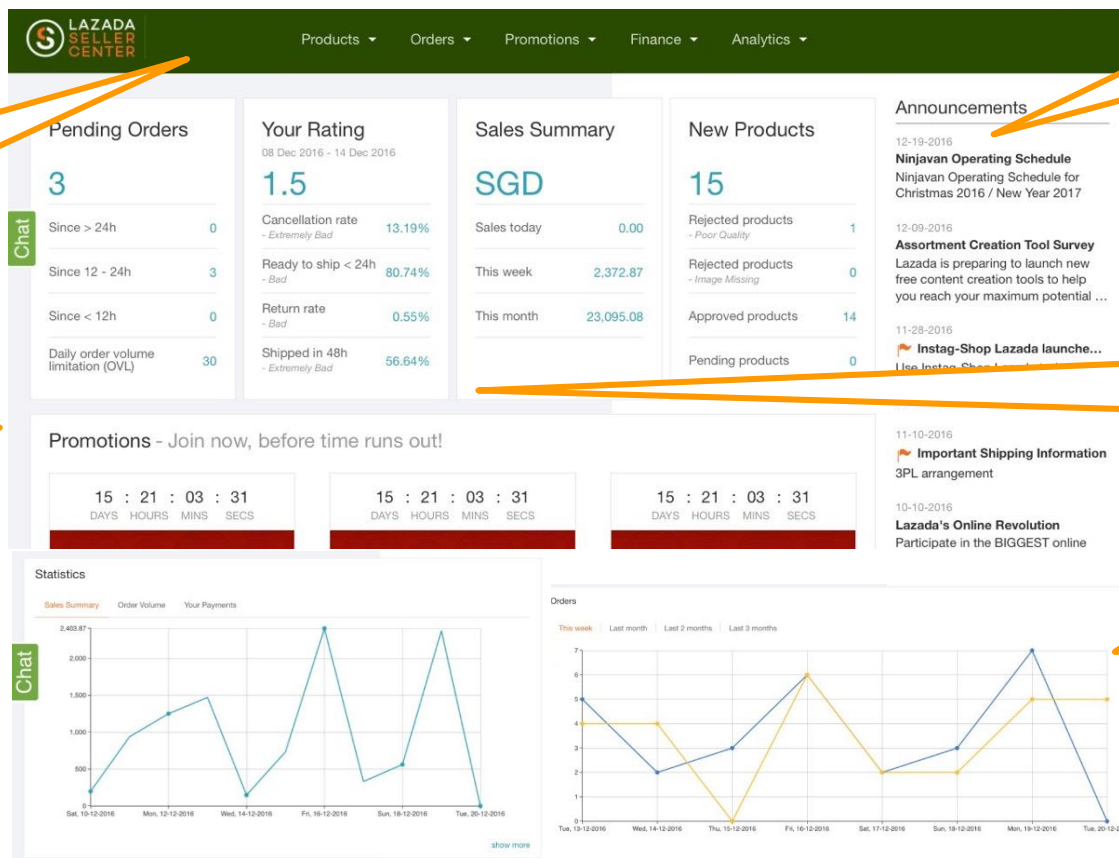 LAZADA
SELLER
CENTER
Products
Orders
Promotions
Finance
Analytics
Pending Orders
3
Since > 24h 0
Since 12 - 24h 3
Since < 12h 0
Daily order volume
limitation (OVL) 30
Your Rating
08 Dec 2016 - 14 Dec 2016
1.5
Cancellation rate
- Extremely Bad 13.19%
Ready to ship < 24h
- Bad 80.74%
Return rate
- Bad 0.55%
Shipped in 48h
- Extremely Bad 56.64%
Sales Summary
SGD
Sales today 0.00
This week 2,372.87
This month 23,095.08
New Products
15
Rejected products
- Poor Quality 1
Rejected products
- Image Missing 0
Approved products 14
Pending products 0
Announcements
12-19-2016
Ninjavan Operating Schedule
Ninjavan Operating Schedule for
Christmas 2016 / New Year 2017
12-09-2016
Assortment Creation Tool Survey
Lazada is preparing to launch new
free content creation tools to help
you reach your maximum potential ...
11-28-2016
Instag-Shop Lazada launche...
11-10-2016
Important Shipping Information
3PL arrangement
10-10-2016
Lazada's Online Revolution
Participate in the BIGGEST online
Chat
Promotions - Join now, before time runs out!
15 : 21 : 03 : 31
DAYS HOURS MINS SECS
15 : 21 : 03 : 31
DAYS HOURS MINS SECS
15 : 21 : 03 : 31
DAYS HOURS MINS SECS
Statistics
Sales Summary Order Volume Your Payments
2,403.87
2,000
1,500
1,000
500
0
Sat, 10-12-2016 Mon, 12-12-2016 Wed, 14-12-2016 Fri, 16-12-2016 Sun, 18-12-2016 Tue, 20-12-2016
show more
Chat
Orders
This week Last month Last 2 months Last 3 months
7
6
5
4
3
2
1
0
Tue, 13-12-2016 Wed, 14-12-2016 Thu, 15-12-2016 Fri, 16-12-2016 Sat, 17-12-2016 Sun, 18-12-2016 Mon, 19-12-2016 Tue, 20-12-2